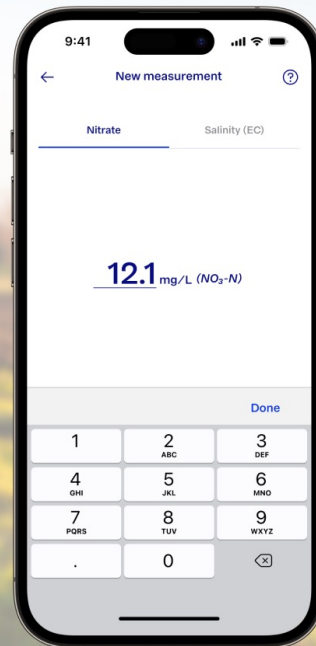 9:41
New measurement
?
Nitrate Salinity (EC)
12.1 mg/L (NO₃-N)
Done
1 2 3
ABC DEF
4 5 6
GHI JKL MNO
7 8 9
PQRS TUV WXYZ
. 0